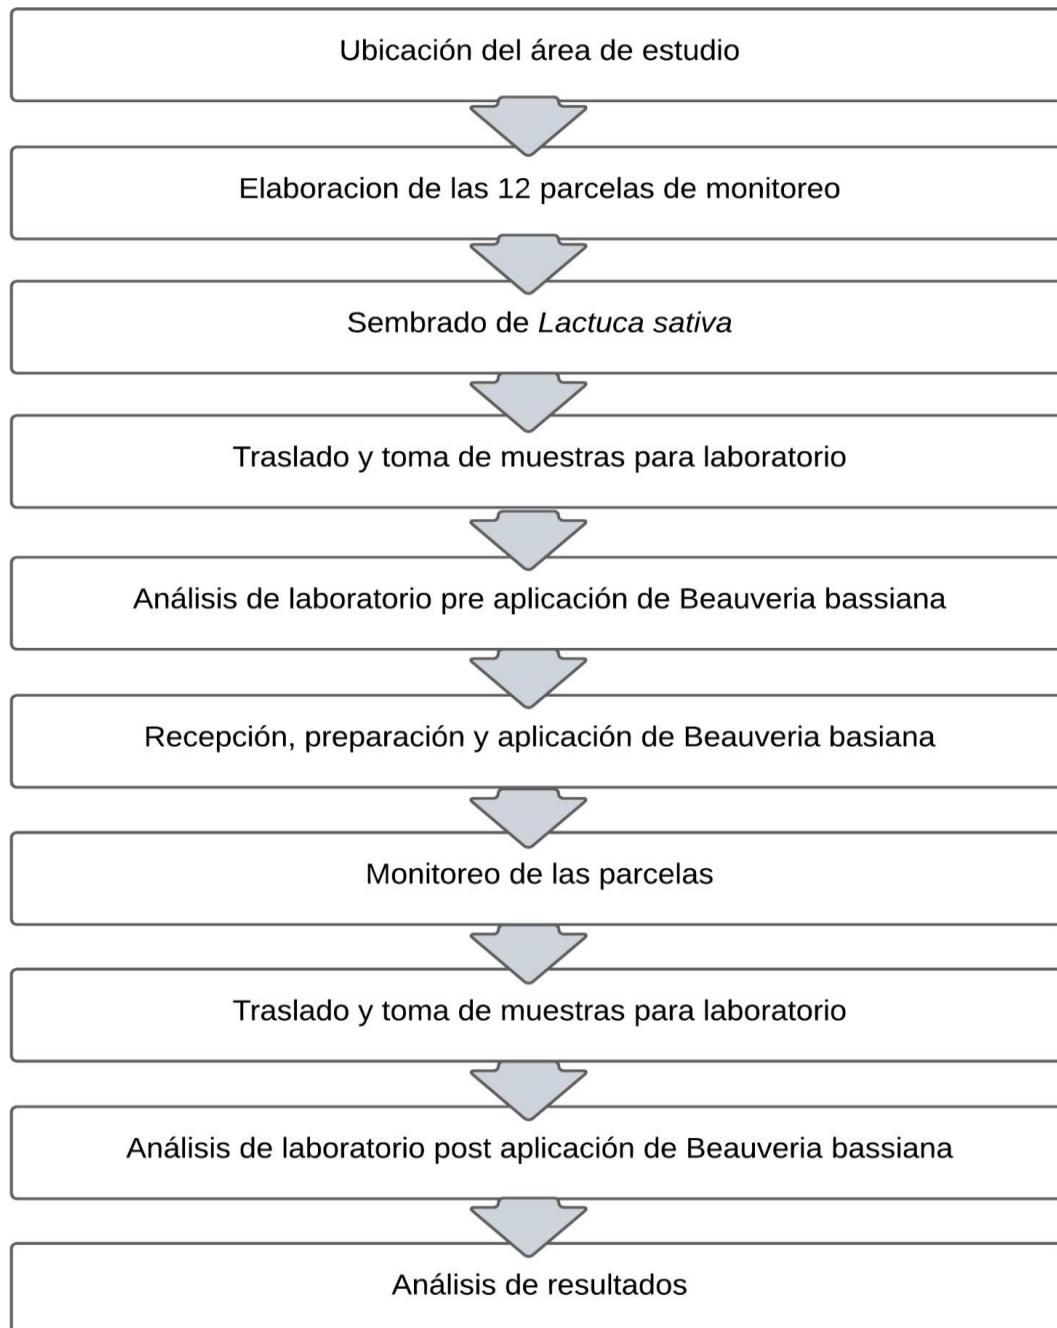 Ubicación del área de estudio
Elaboracion de las 12 parcelas de monitoreo
Sembrado de Lactuca sativa
Traslado y toma de muestras para laboratorio
Análisis de laboratorio pre aplicación de Beauveria bassiana
Recepción, preparación y aplicación de Beauveria basiana
Monitoreo de las parcelas
Traslado y toma de muestras para laboratorio
Análisis de laboratorio post aplicación de Beauveria bassiana
Análisis de resultados